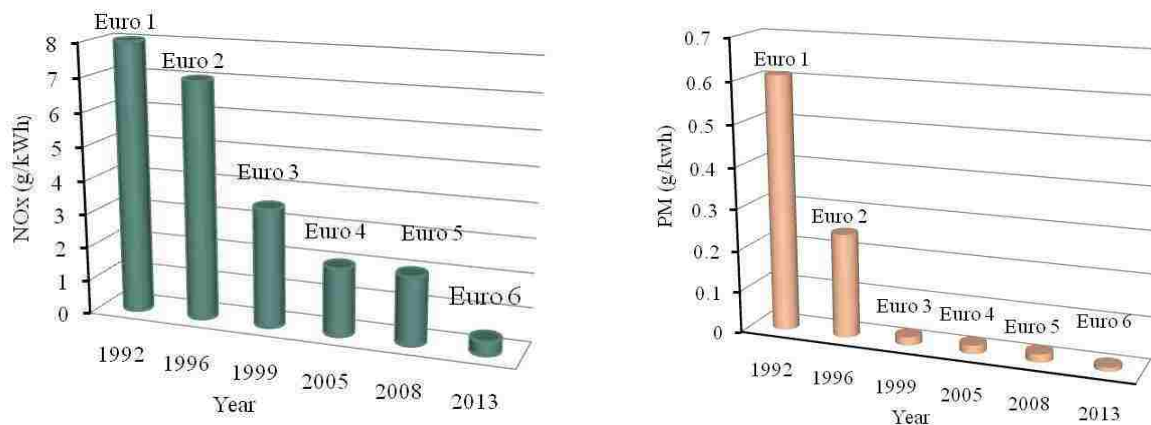 NOx (g/kWh)
8
7
6
5
4
3
2
1
0
Euro 1
Euro 2
Euro 3
Euro 4
Euro 5
Euro 6
1992
1996
1999
2005
2008
2013
Year
PM (g/kwh)
0.7
0.6
0.5
0.4
0.3
0.2
0.1
0
Euro 1
Euro 2
Euro 3
Euro 4
Euro 5
Euro 6
1992
1996
1999
2005
2008
2013
Year